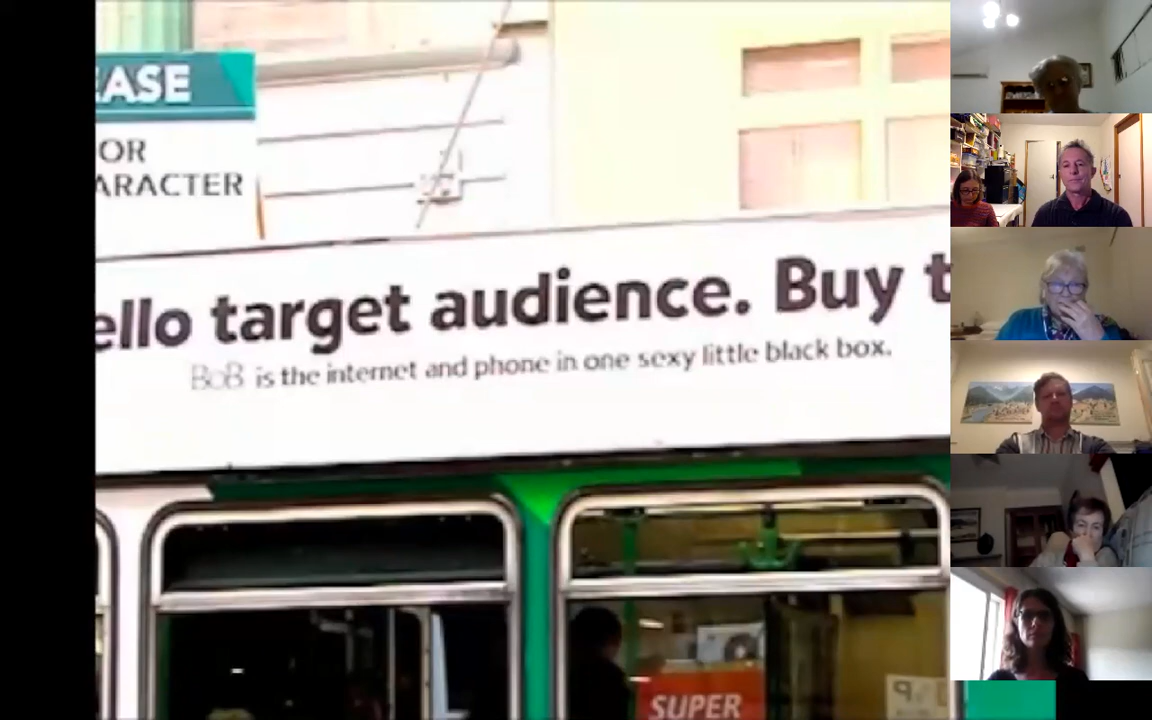 EASE
OR
ARACTER
ello target audience. Buy t
BoB is the internet and phone in one sexy little black box.
SUPER